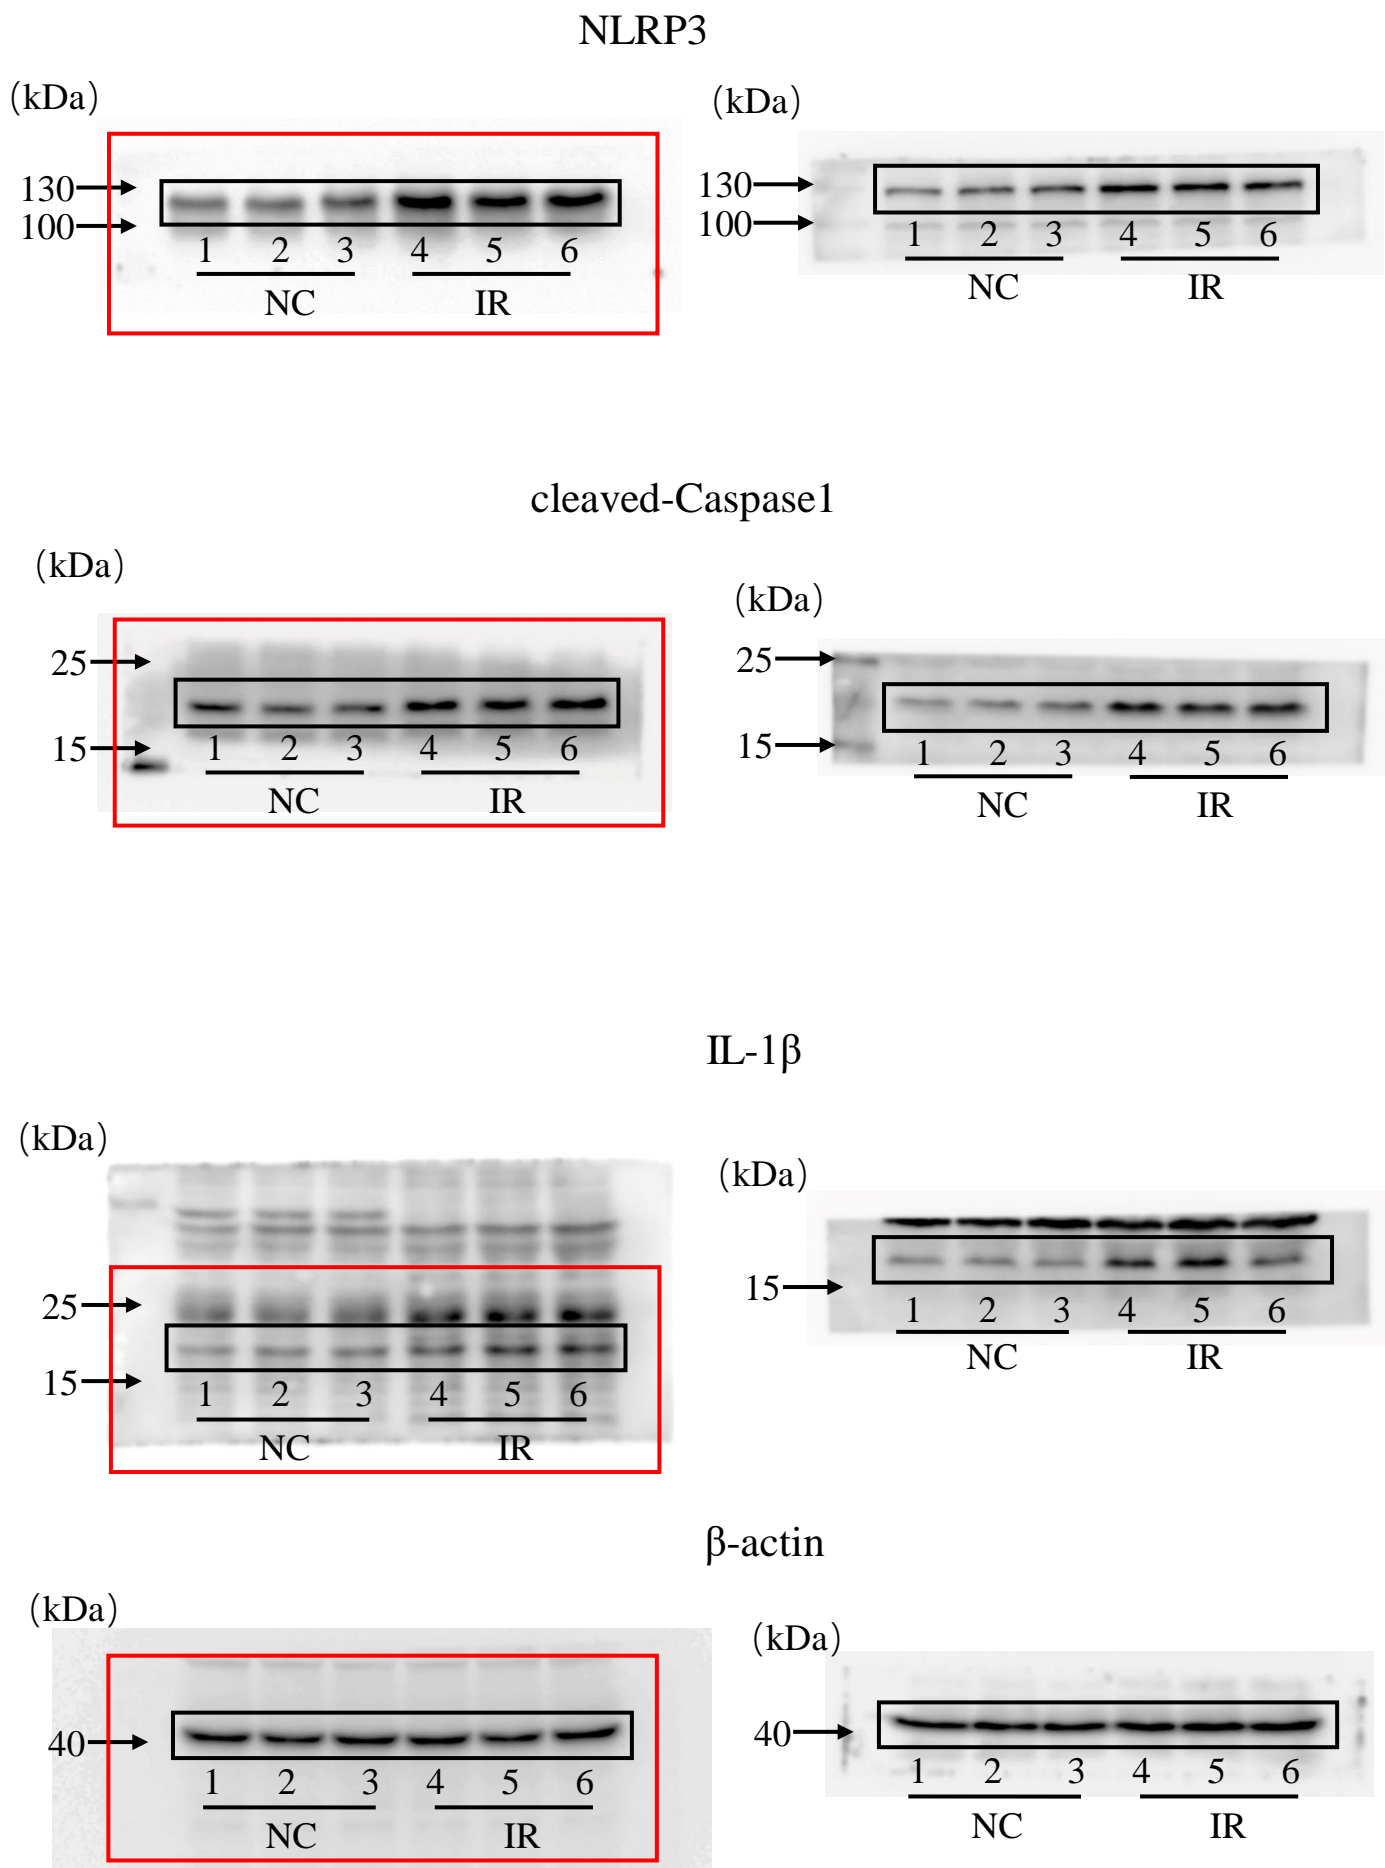 NLRP3
(kDa) (kDa)
130 130
100 100
1 2 3 4 5 6 1 2 3 4 5 6
NC IR NC IR
cleaved-Caspase1
(kDa) (kDa)
25 25
15 15
1 2 3 4 5 6 1 2 3 4 5 6
NC IR NC IR
IL-1β
(kDa) (kDa)
25
15 15
1 2 3 4 5 6 1 2 3 4 5 6
NC IR NC IR
β-actin
(kDa) (kDa)
40 40
1 2 3 4 5 6 1 2 3 4 5 6
NC IR NC IR